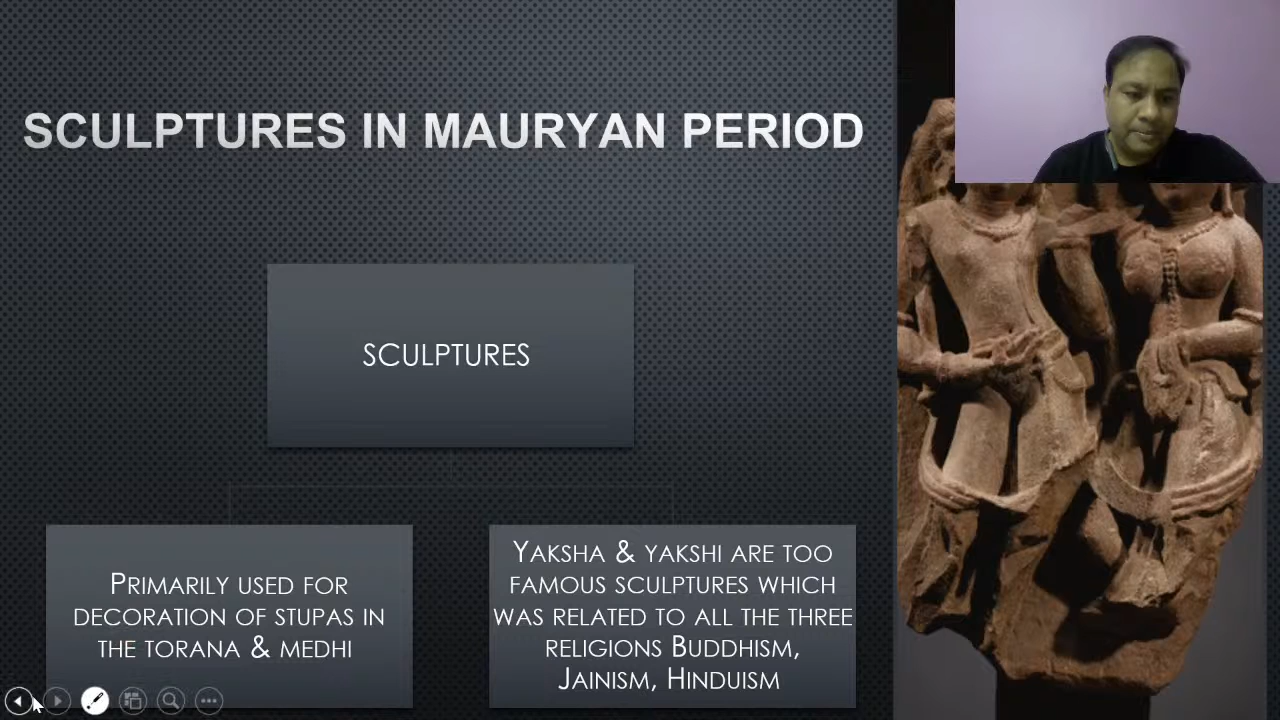 SCULPTURES IN MAURYAN PERIOD
SCULPTURES
PRIMARILY USED FOR
DECORATION OF STUPAS IN
THE TORANA & MEDHI
YAKSHA & YAKSHI ARE TOO
FAMOUS SCULPTURES WHICH
WAS RELATED TO ALL THE THREE
RELIGIONS BUDDHISM,
JAINISM, HINDUISM